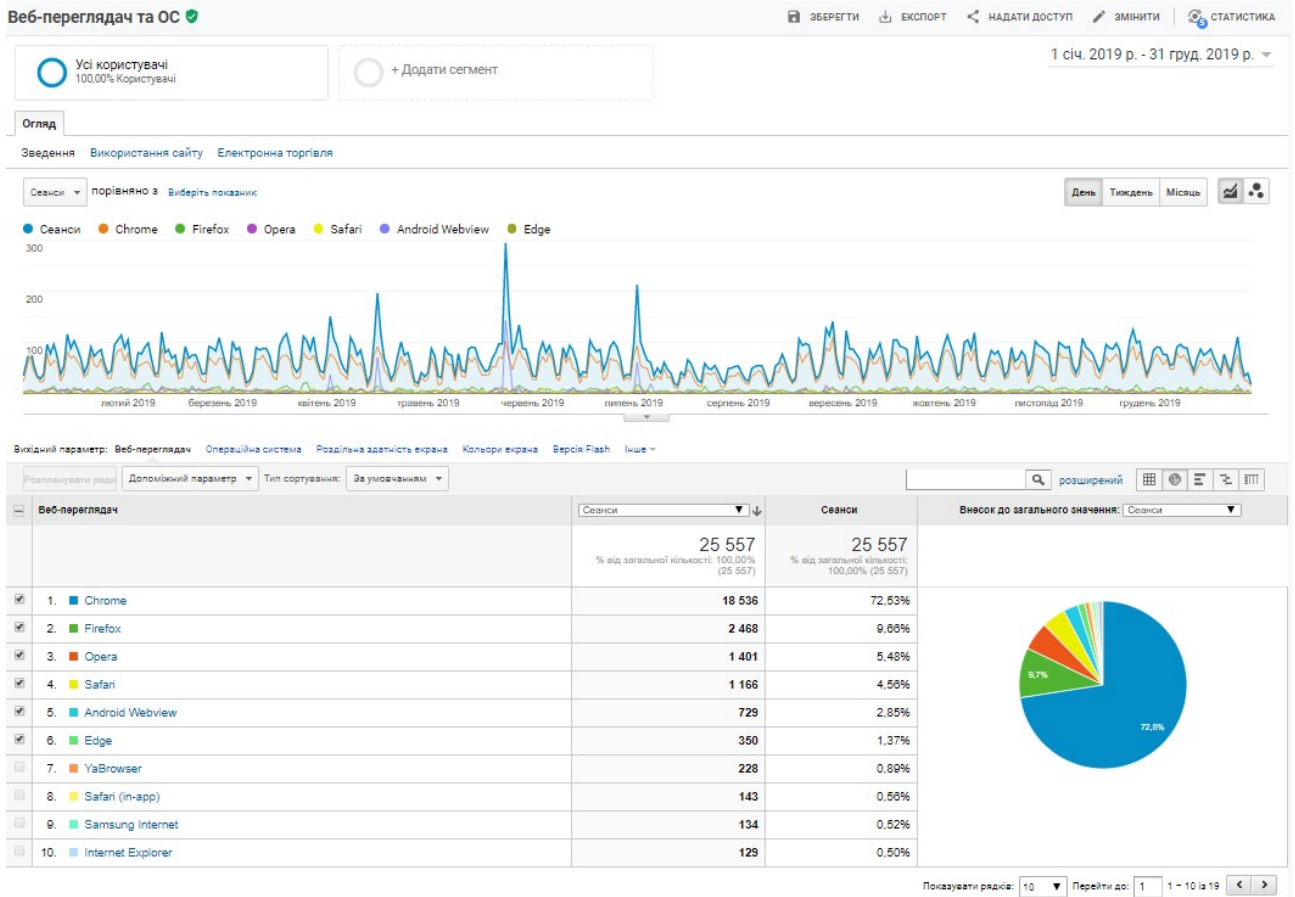 Веб-переглядач та ОС
ЗБЕРЕГТИ ЕКСПОРТ НАДАТИ ДОСТУП ЗМІНИТИ 5 СТАТИСТИКА
Усі користувачі
100,00% Користувачі
+ Додати сегмент
1 січ. 2019 р. - 31 груд. 2019 р.
Огляд
Зведення Використання сайту Електронна торгівля
Сеанси порівняно з Виберіть показник
День Тиждень Місяць
Сеанси Chrome Firefox Opera Safari Android Webview Edge
300
200
100
лютий 2019 березень 2019 квітень 2019 травень 2019 червень 2019 липень 2019 серпень 2019 вересень 2019 жовтень 2019 листопад 2019 грудень 2019
Вихідний параметр: Веб-переглядач Операційна система Роздільна здатність екрана Кольори екрана Версія Flash Інше
Розпланувати ряди Допоміжний параметр Тип сортування: За умовчанням розширений
Веб-переглядач Сеанси Сеанси Внесок до загального значення: Сеанси
25 557 25 557
% від загальної кількості: 100,00% % від загальної кількості:
(25 557) 100,00% (25 557)
1. Chrome 18 536 72,53%
2. Firefox 2 468 9,66%
3. Opera 1 401 5,48%
4. Safari 1 166 4,56%
5. Android Webview 729 2,85%
6. Edge 350 1,37%
7. YaBrowser 228 0,89%
8. Safari (in-app) 143 0,56%
9. Samsung Internet 134 0,52%
10. Internet Explorer 129 0,50%
9,7%
72,5%
Показувати рядків: 10 Перейти до: 1 1 – 10 із 19